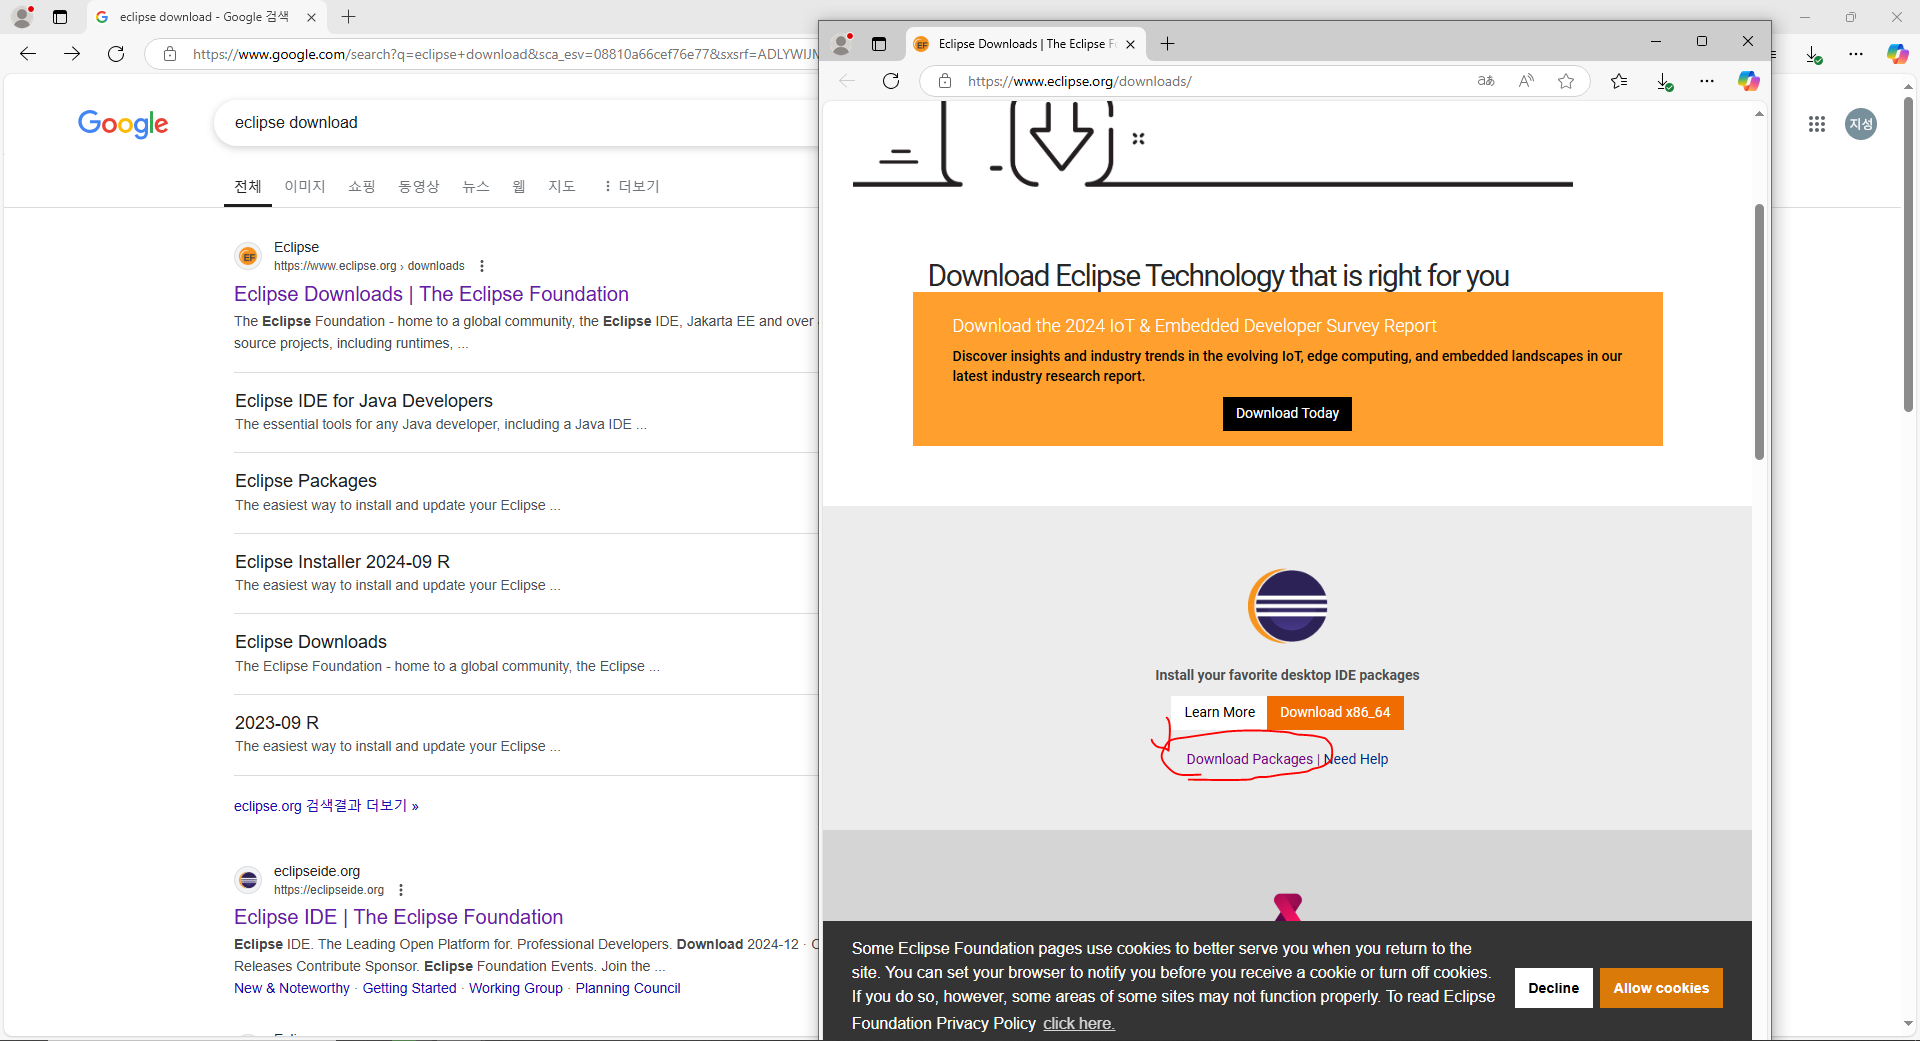 eclipse download - Google 검색
https://www.google.com/search?q=eclipse+download&sca_esv=08810a66cef76e77&sxsrf=ADLYWIJM
Google
eclipse download
전체 이미지 쇼핑 동영상 뉴스 웹 지도 더보기
Eclipse
https://www.eclipse.org › downloads
Eclipse Downloads | The Eclipse Foundation
The Eclipse Foundation - home to a global community, the Eclipse IDE, Jakarta EE and over
source projects, including runtimes, ...
Eclipse IDE for Java Developers
The essential tools for any Java developer, including a Java IDE ...
Eclipse Packages
The easiest way to install and update your Eclipse ...
Eclipse Installer 2024-09 R
The easiest way to install and update your Eclipse ...
Eclipse Downloads
The Eclipse Foundation - home to a global community, the Eclipse ...
2023-09 R
The easiest way to install and update your Eclipse ...
eclipse.org 검색결과 더보기 »
eclipseide.org
https://eclipseide.org
Eclipse IDE | The Eclipse Foundation
Eclipse IDE. The Leading Open Platform for. Professional Developers. Download 2024-12 ·
Releases Contribute Sponsor. Eclipse Foundation Events. Join the ...
New & Noteworthy · Getting Started · Working Group · Planning Council
지성
EF Eclipse Downloads | The Eclipse F
https://www.eclipse.org/downloads/
Download Eclipse Technology that is right for you
Download the 2024 IoT & Embedded Developer Survey Report
Discover insights and industry trends in the evolving IoT, edge computing, and embedded landscapes in our
latest industry research report.
Download Today
Install your favorite desktop IDE packages
Learn More Download x86_64
Download Packages | Need Help
Some Eclipse Foundation pages use cookies to better serve you when you return to the
site. You can set your browser to notify you before you receive a cookie or turn off cookies.
If you do so, however, some areas of some sites may not function properly. To read Eclipse
Foundation Privacy Policy click here.
Decline Allow cookies